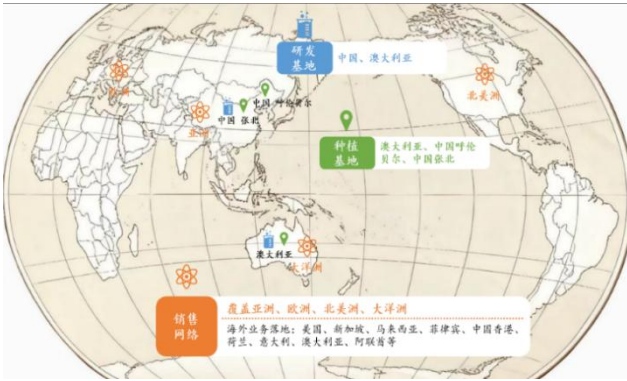 研发
基地
中国、澳大利亚
欧洲
北美洲
中国 呼伦贝尔
中国 张北
亚洲
种植
基地
澳大利亚、中国呼伦
贝尔、中国张北
澳大利亚
大洋洲
销售
网络
覆盖亚洲、欧洲、北美洲、大洋洲
海外业务落地：美国、新加坡、马来西亚、菲律宾、中国香港、
荷兰、意大利、澳大利亚、阿联酋等